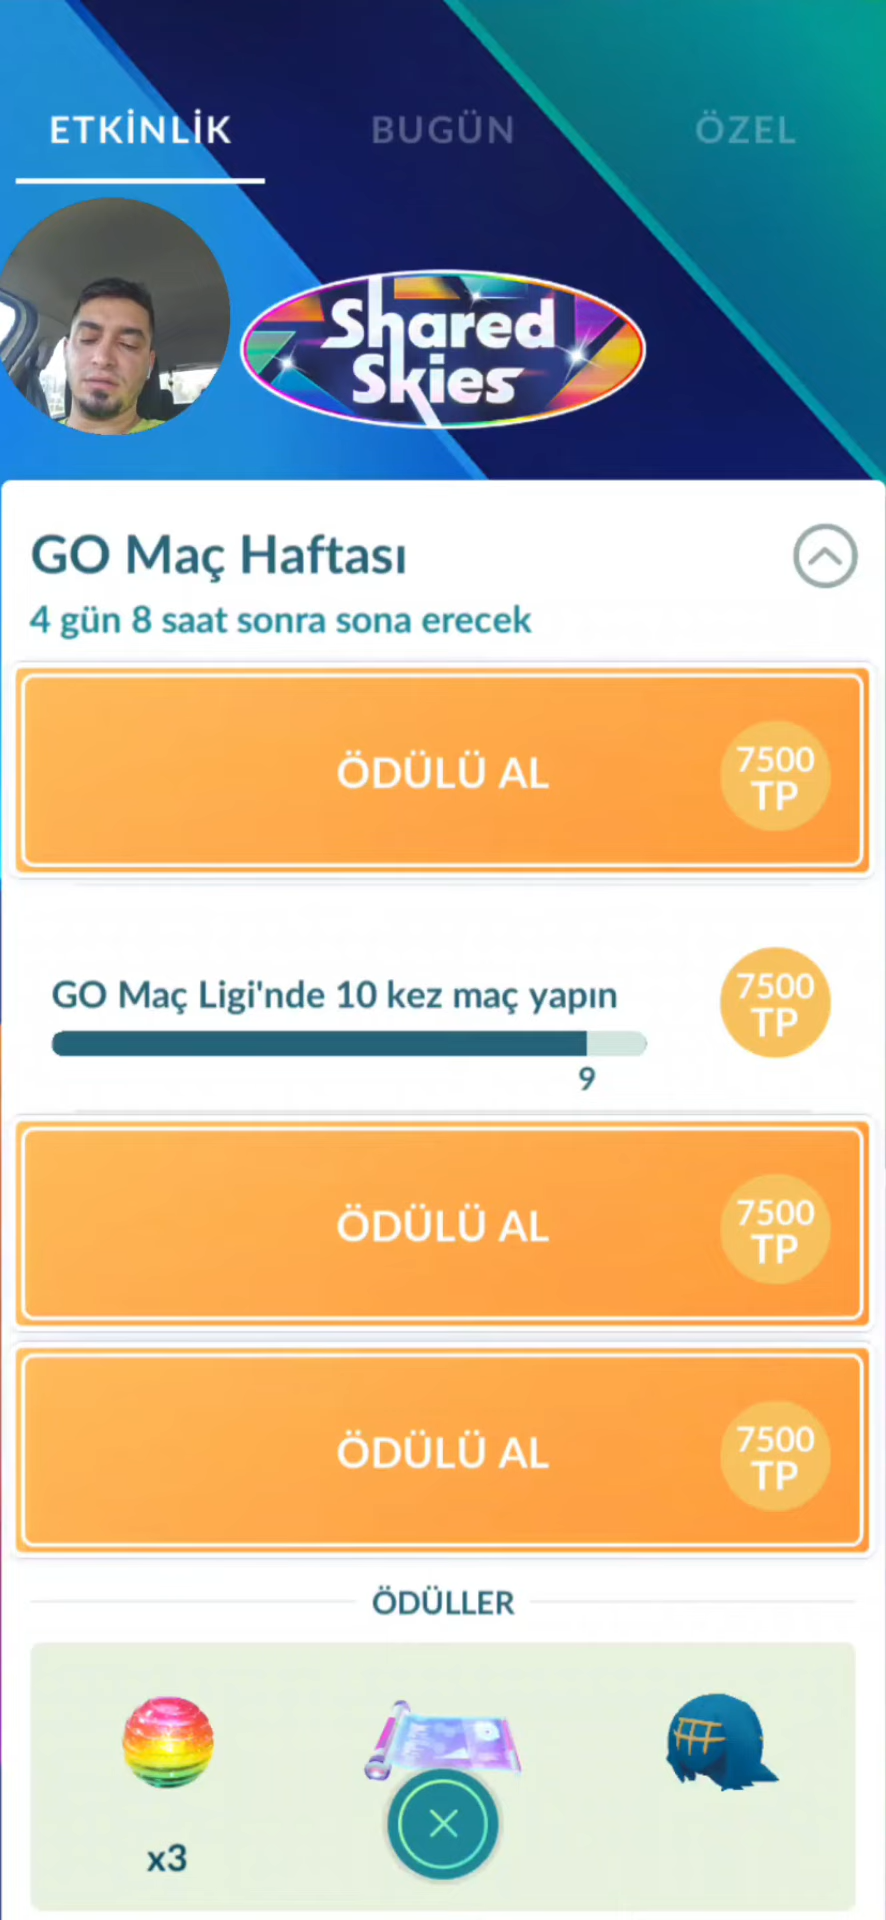 ETKİNLİK BUGÜN ÖZEL
Shared
Skies
GO Maç Haftası
4 gün 8 saat sonra sona erecek
ÖDÜLÜ AL
7500
TP
GO Maç Ligi'nde 10 kez maç yapın
7500
TP
9
ÖDÜLÜ AL
7500
TP
ÖDÜLÜ AL
7500
TP
ÖDÜLLER
x3